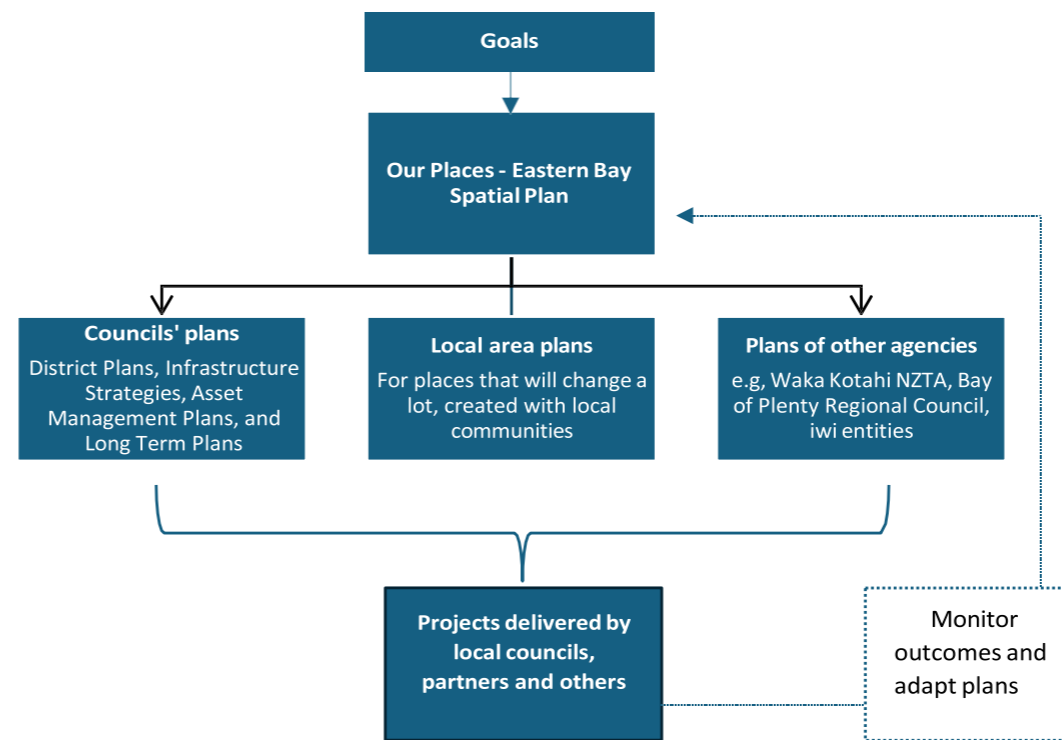 Goals
Our Places - Eastern Bay
Spatial Plan
Councils' plans
District Plans, Infrastructure
Strategies, Asset
Management Plans, and
Long Term Plans
Local area plans
For places that will change a
lot, created with local
communities
Plans of other agencies
e.g, Waka Kotahi NZTA, Bay
of Plenty Regional Council,
iwi entities
Projects delivered by
local councils,
partners and others
Monitor
outcomes and
adapt plans